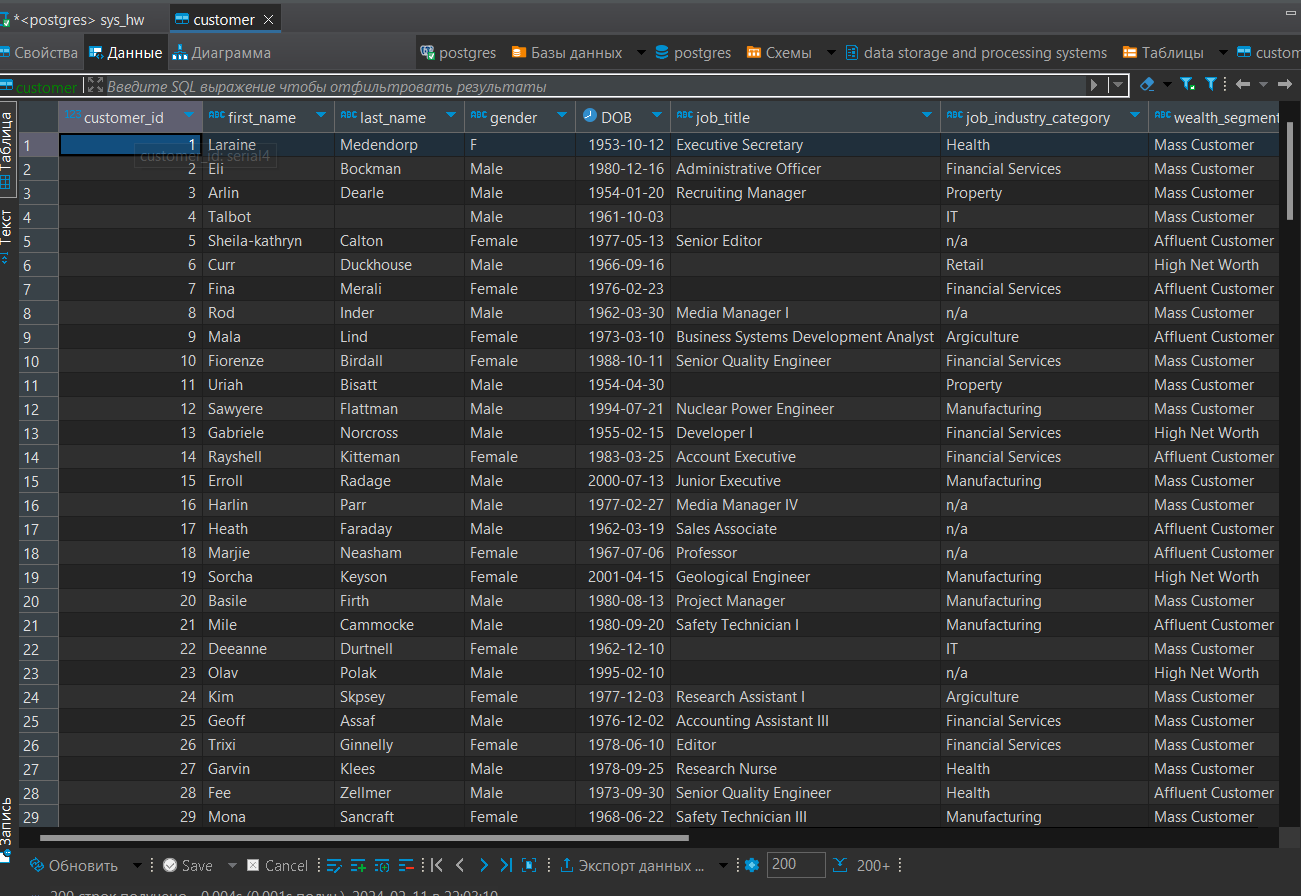 *<postgres> sys_hw customer
Свойства Данные Диаграмма postgres Базы данных postgres Схемы data storage and processing systems Таблицы custom
customer Введите SQL выражение чтобы отфильтровать результаты
Таблица
Текст
Запись
123 customer_id ABC first_name ABC last_name ABC gender DOB ABC job_title ABC job_industry_category ABC wealth_segment
1 1 Laraine Medendorp F 1953-10-12 Executive Secretary Health Mass Customer
customer_id: serial4
2 2 Eli Bockman Male 1980-12-16 Administrative Officer Financial Services Mass Customer
3 3 Arlin Dearle Male 1954-01-20 Recruiting Manager Property Mass Customer
4 4 Talbot Male 1961-10-03 IT Mass Customer
5 5 Sheila-kathryn Calton Female 1977-05-13 Senior Editor n/a Affluent Customer
6 6 Curr Duckhouse Male 1966-09-16 Retail High Net Worth
7 7 Fina Merali Female 1976-02-23 Financial Services Affluent Customer
8 8 Rod Inder Male 1962-03-30 Media Manager I n/a Mass Customer
9 9 Mala Lind Female 1973-03-10 Business Systems Development Analyst Argiculture Affluent Customer
10 10 Fiorenze Birdall Female 1988-10-11 Senior Quality Engineer Financial Services Mass Customer
11 11 Uriah Bisatt Male 1954-04-30 Property Mass Customer
12 12 Sawyere Flattman Male 1994-07-21 Nuclear Power Engineer Manufacturing Mass Customer
13 13 Gabriele Norcross Male 1955-02-15 Developer I Financial Services High Net Worth
14 14 Rayshell Kitteman Female 1983-03-25 Account Executive Financial Services Affluent Customer
15 15 Erroll Radage Male 2000-07-13 Junior Executive Manufacturing Mass Customer
16 16 Harlin Parr Male 1977-02-27 Media Manager IV n/a Mass Customer
17 17 Heath Faraday Male 1962-03-19 Sales Associate n/a Affluent Customer
18 18 Marjie Neasham Female 1967-07-06 Professor n/a Affluent Customer
19 19 Sorcha Keyson Female 2001-04-15 Geological Engineer Manufacturing High Net Worth
20 20 Basile Firth Male 1980-08-13 Project Manager Manufacturing Mass Customer
21 21 Mile Cammocke Male 1980-09-20 Safety Technician I Manufacturing Affluent Customer
22 22 Deeanne Durtnell Female 1962-12-10 IT Mass Customer
23 23 Olav Polak Male 1995-02-10 n/a High Net Worth
24 24 Kim Skpsey Female 1977-12-03 Research Assistant I Argiculture Mass Customer
25 25 Geoff Assaf Male 1976-12-02 Accounting Assistant III Financial Services Mass Customer
26 26 Trixi Ginnelly Female 1978-06-10 Editor Financial Services Mass Customer
27 27 Garvin Klees Male 1978-09-25 Research Nurse Health Mass Customer
28 28 Fee Zellmer Male 1973-09-30 Senior Quality Engineer Health Affluent Customer
29 29 Mona Sancraft Female 1968-06-22 Safety Technician III Manufacturing Mass Customer
Обновить Save Cancel Экспорт данных ... 200 200+